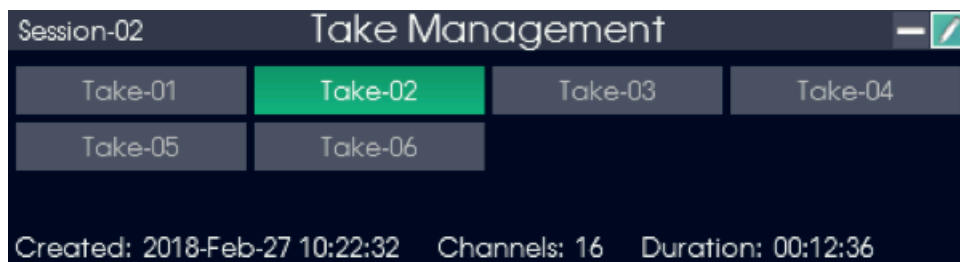 Session-02 Take Management
Take-01 Take-02 Take-03 Take-04
Take-05 Take-06
Created: 2018-Feb-27 10:22:32 Channels: 16 Duration: 00:12:36